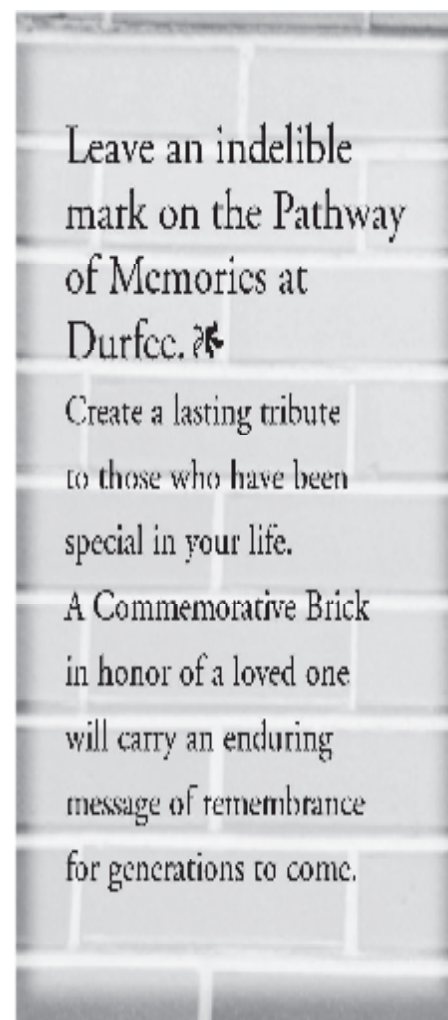 Leave an indelible
mark on the Pathway
of Memories at
Durfee.
Create a lasting tribute
to those who have been
special in your life.
A Commemorative Brick
in honor of a loved one
will carry an enduring
message of remembrance
for generations to come.